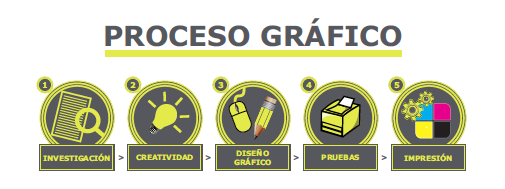 PROCESO GRÁFICO
1 2 3 4 5
INVESTIGACIÓN > CREATIVIDAD > DISEÑO GRÁFICO > PRUEBAS > IMPRESIÓN